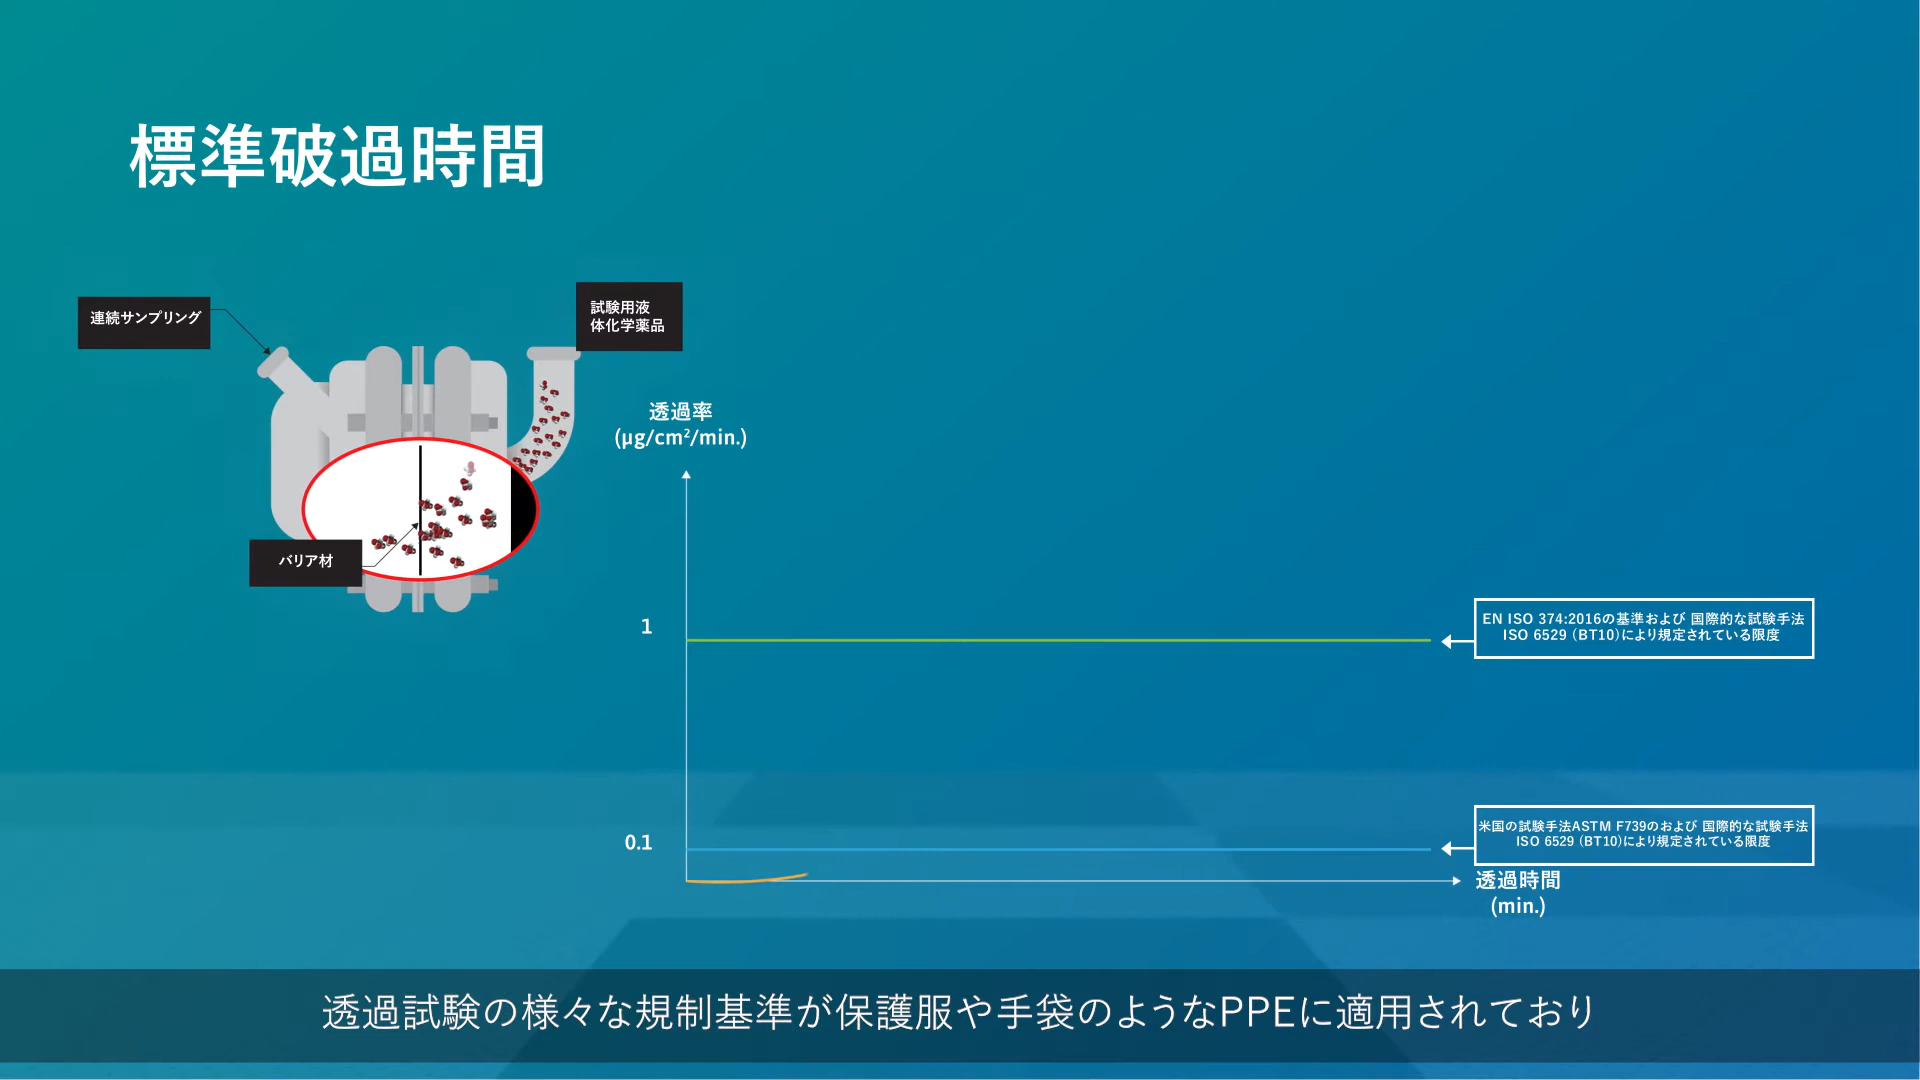 標準破過時間
連続サンプリング
試験用液
体化学薬品
バリア材
透過率
(μg/cm²/min.)
1
EN ISO 374:2016の基準および 国際的な試験手法
ISO 6529 (BT10)により規定されている限度
0.1
米国の試験手法ASTM F739のおよび 国際的な試験手法
ISO 6529 (BT10)により規定されている限度
透過時間
(min.)
透過試験の様々な規制基準が保護服や手袋のようなPPEに適用されており